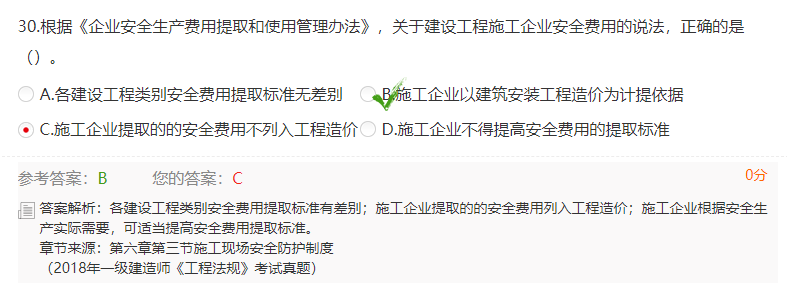 30.根据《企业安全生产费用提取和使用管理办法》，关于建设工程施工企业安全费用的说法，正确的是
（）。
A.各建设工程类别安全费用提取标准无差别 B.施工企业以建筑安装工程造价为计提依据
C.施工企业提取的的安全费用不列入工程造价 D.施工企业不得提高安全费用的提取标准
参考答案：B 您的答案：C 0分
答案解析：各建设工程类别安全费用提取标准有差别；施工企业提取的的安全费用列入工程造价；施工企业根据安全生
产实际需要，可适当提高安全费用提取标准。
章节来源：第六章第三节施工现场安全防护制度
（2018年一级建造师《工程法规》考试真题）